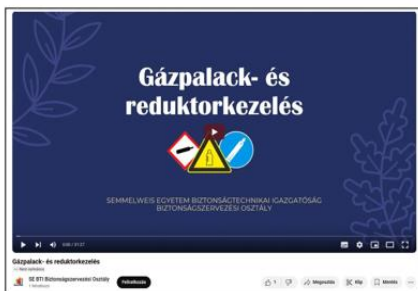 Gázpalack- és
reduktorkezelés
SEMMELWEIS EGYETEM BIZTONSÁGTECHNIKAI IGAZGATÓSÁG
BIZTONSÁGSZERVEZÉSI OSZTÁLY
Gázpalack- és reduktorkezelés
SE BTI Biztonságszervezési Osztály
Feliratkozás
1
Megosztás
Klip
Mentés